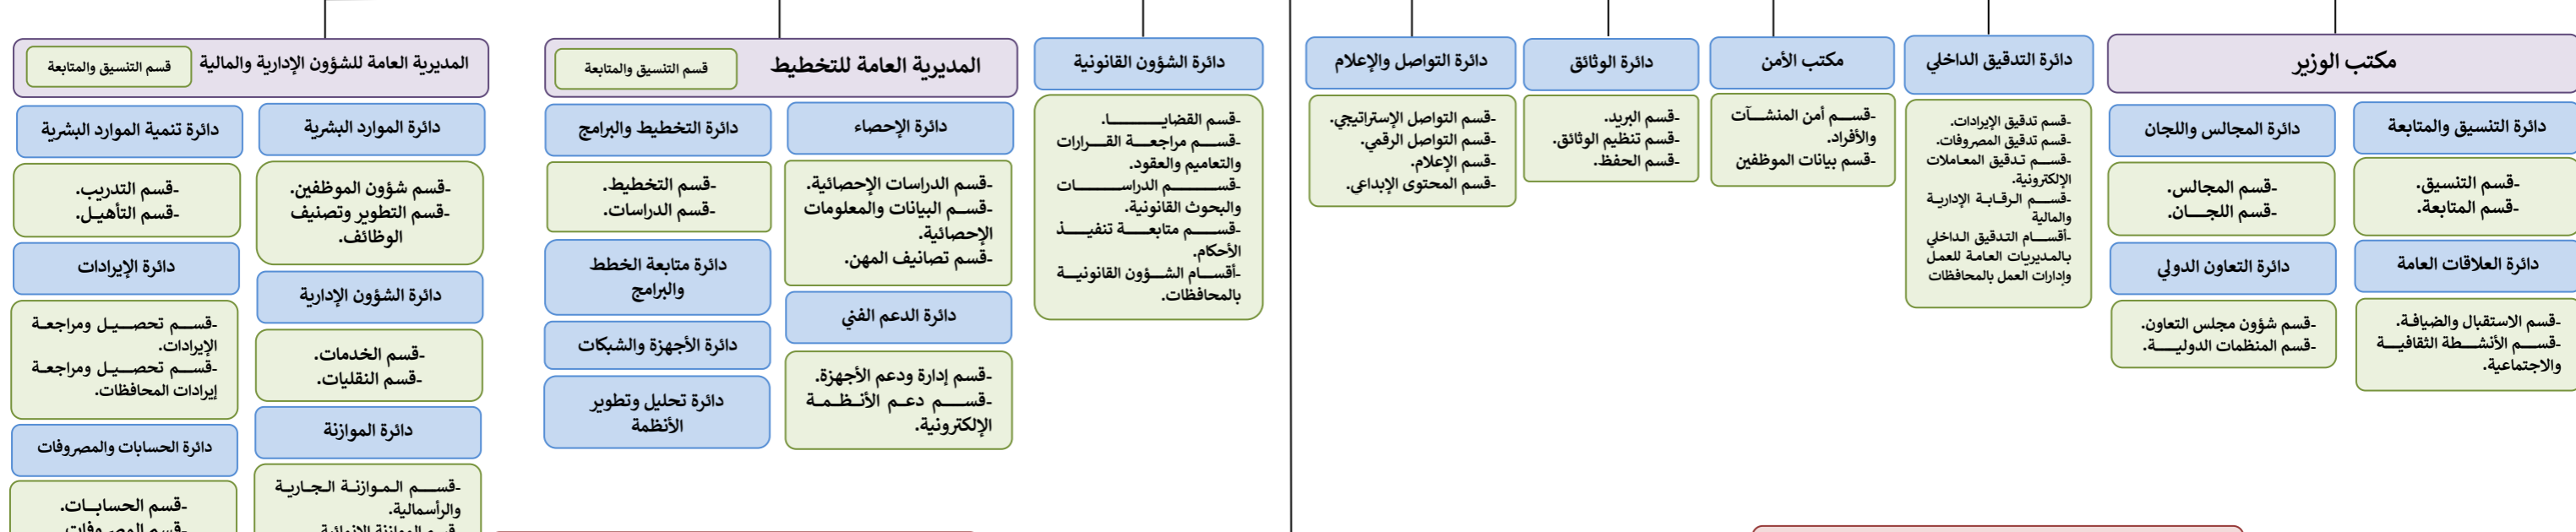 مكتب الوزير
دائرة التنسيق والمتابعة
-قسم التنسيق.
-قسم المتابعة.
دائرة العلاقات العامة
-قسم الاستقبال والضيافة.
-قسم الأنشطة الثقافية
والاجتماعية.
دائرة المجالس واللجان
-قسم المجالس.
-قسم اللجان.
دائرة التعاون الدولي
-قسم شؤون مجلس التعاون.
-قسم المنظمات الدولية.
دائرة التدقيق الداخلي
-قسم تدقيق الإيرادات.
-قسم تدقيق المصروفات.
-قسم تدقيق المعاملات
الإلكترونية.
-قسم الرقابة الإدارية
والمالية
-أقسام التدقيق الداخلي
بالمديريات العامة للعمل
وإدارات العمل بالمحافظات
مكتب الأمن
-قسم أمن المنشآت
والأفراد.
-قسم بيانات الموظفين
دائرة الوثائق
-قسم البريد.
-قسم تنظيم الوثائق.
-قسم الحفظ.
دائرة التواصل والإعلام
-قسم التواصل الإستراتيجي.
-قسم التواصل الرقمي.
-قسم الإعلام.
-قسم المحتوى الإبداعي.
دائرة الشؤون القانونية
-قسم القضايا.
-قسم مراجعة القرارات
والتعاميم والعقود.
-قسم الدراسات
والبحوث القانونية.
-قسم متابعة تنفيذ
الأحكام.
-أقسام الشؤون القانونية
بالمحافظات.
المديرية العامة للتخطيط
قسم التنسيق والمتابعة
دائرة الإحصاء
-قسم الدراسات الإحصائية.
-قسم البيانات والمعلومات
الإحصائية.
-قسم تصانيف المهن.
دائرة الدعم الفني
-قسم إدارة ودعم الأجهزة.
-قسم دعم الأنظمة
الإلكترونية.
دائرة التخطيط والبرامج
-قسم التخطيط.
-قسم الدراسات.
دائرة متابعة الخطط
والبرامج
دائرة الأجهزة والشبكات
دائرة تحليل وتطوير
الأنظمة
المديرية العامة للشؤون الإدارية والمالية
قسم التنسيق والمتابعة
دائرة الموارد البشرية
-قسم شؤون الموظفين.
-قسم التطوير وتصنيف
الوظائف.
دائرة الشؤون الإدارية
-قسم الخدمات.
-قسم النقليات.
دائرة الموازنة
-قسم الموازنة الجارية
والرأسمالية.
دائرة تنمية الموارد البشرية
-قسم التدريب.
-قسم التأهيل.
دائرة الإيرادات
-قسم تحصيل ومراجعة
الإيرادات.
-قسم تحصيل ومراجعة
إيرادات المحافظات.
دائرة الحسابات والمصروفات
-قسم الحسابات.